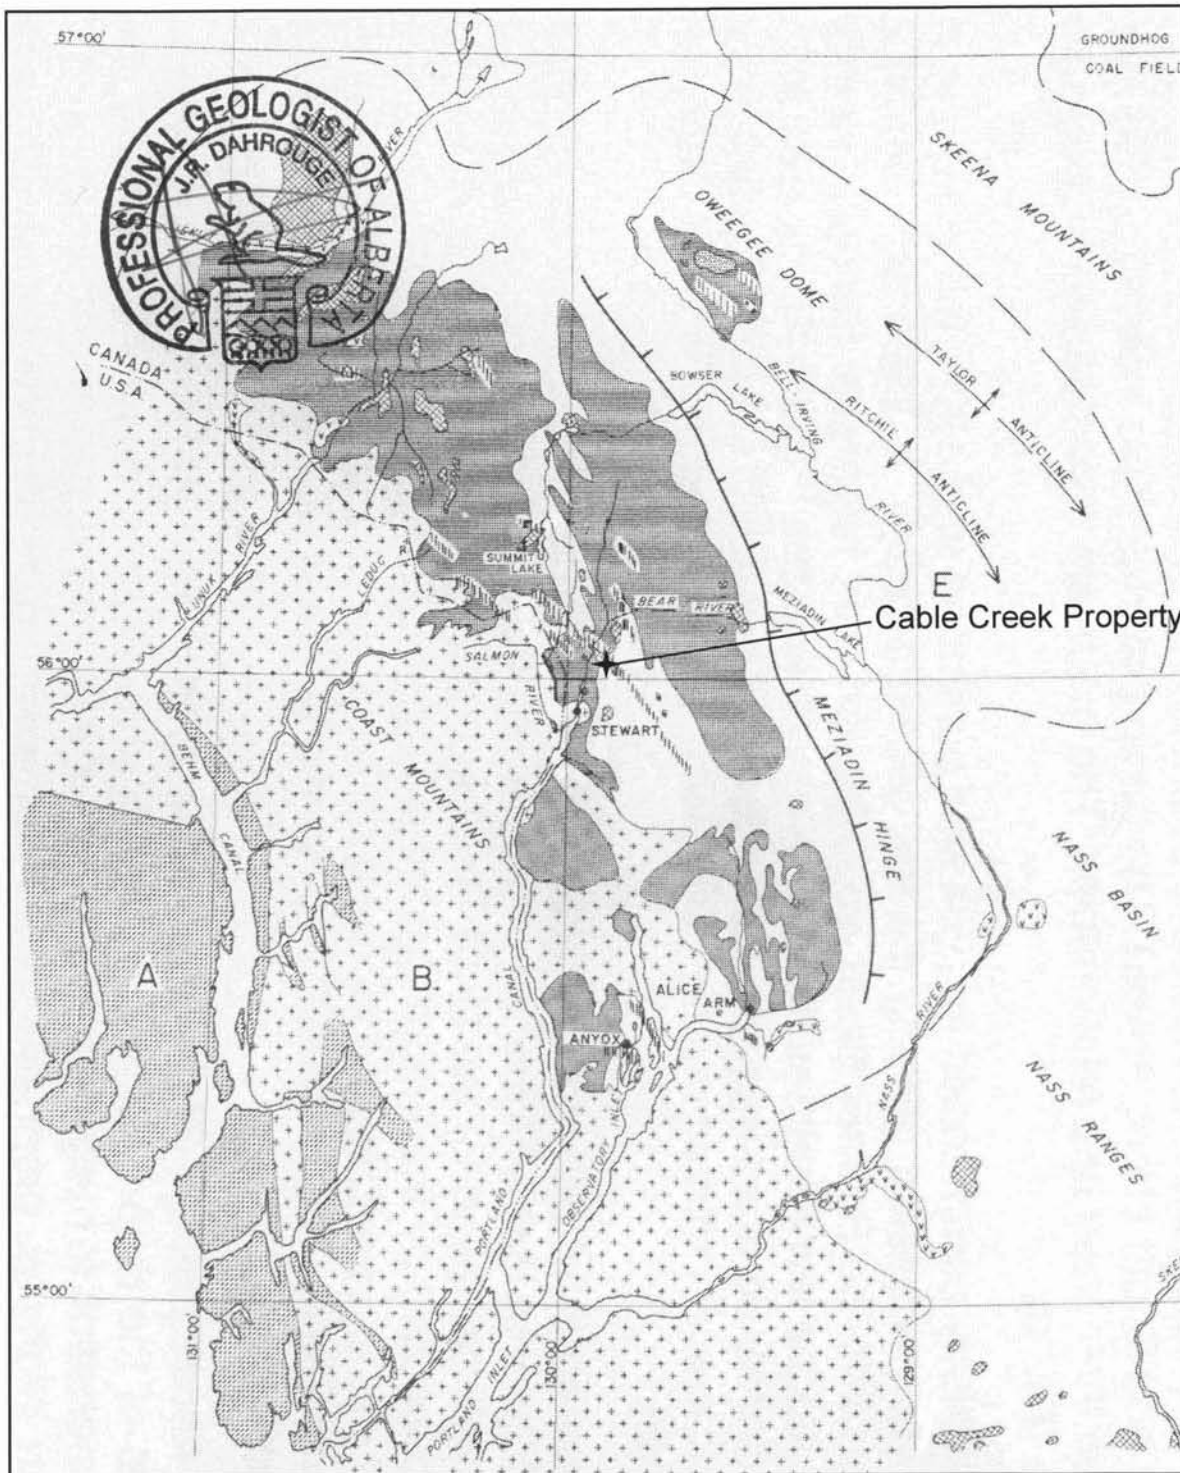 57°00'
GROUNDHOG
COAL FIELD
PROFESSIONAL GEOLOGIST OF ALBERTA
J.R. DAHROUGE
SKEENA
MOUNTAINS
OWEEGEE DOME
CANADA
U.S.A
BOWSER
LAKE
BELL-IRVING
RIVER
TAYLOR
ANTICLINE
RITCHIE
ANTICLINE
UNUK
RIVER
LEDUC
R.
SUMMIT
LAKE
BEAR RIVER
MEZIADIN LAKE
E
Cable Creek Property
SALMON
RIVER
56°00'
STEWART
COAST
MOUNTAINS
BEHM
CANAL
MEZIADIN
HINGE
NASS
BASIN
A
B
CANAL
ALICE
ARM
ANYOX
RIVER
NASS
NASS
RANGES
OBSERVATORY INLET
PORTLAND
55°00'
131°00'
130°00'
129°00'
PORTLAND INLET